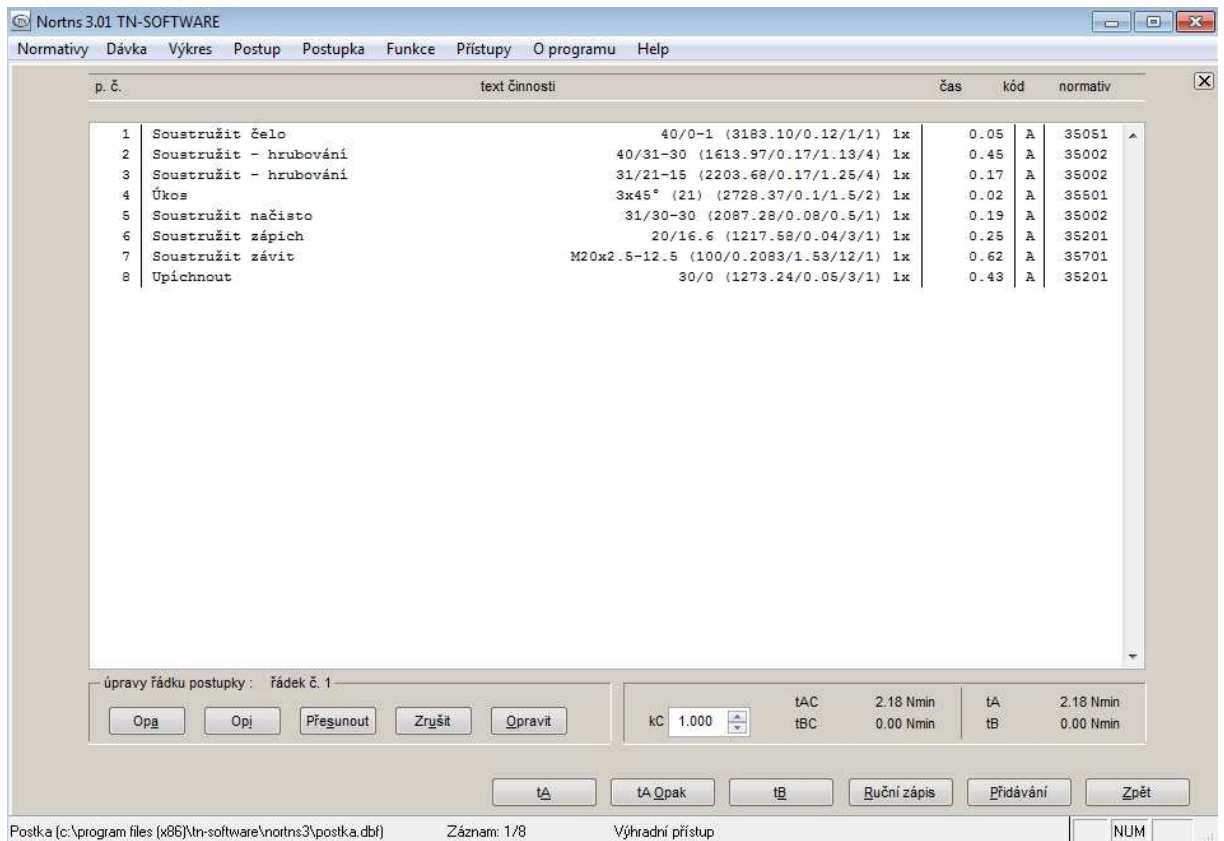 Nortns 3.01 TN-SOFTWARE
Normativy Dávka Výkres Postup Postupka Funkce Přístupy O programu Help
p. č. text činnosti čas kód normativ
1 Soustružit čelo 40/0-1 (3183.10/0.12/1/1) 1x 0.05 A 35051
2 Soustružit - hrubování 40/31-30 (1613.97/0.17/1.13/4) 1x 0.45 A 35002
3 Soustružit - hrubování 31/21-15 (2203.68/0.17/1.25/4) 1x 0.17 A 35002
4 Úkos 3x45° (21) (2728.37/0.1/1.5/2) 1x 0.02 A 35501
5 Soustružit načisto 31/30-30 (2087.28/0.08/0.5/1) 1x 0.19 A 35002
6 Soustružit zápich 20/16.6 (1217.58/0.04/3/1) 1x 0.25 A 35201
7 Soustružit závit M20x2.5-12.5 (100/0.2083/1.53/12/1) 1x 0.62 A 35701
8 Upíchnout 30/0 (1273.24/0.05/3/1) 1x 0.43 A 35201
úpravy řádku postupky : řádek č. 1
Opa Opi Přesunout Zrušit Opravit
kC 1.000 tAC 2.18 Nmin tA 2.18 Nmin
tBC 0.00 Nmin tB 0.00 Nmin
tA tA Opak tB Ruční zápis Přidávání Zpět
Postka (c:\program files (x86)\tn-software\nortns3\postka.dbf) Záznam: 1/8 Výhradní přístup NUM